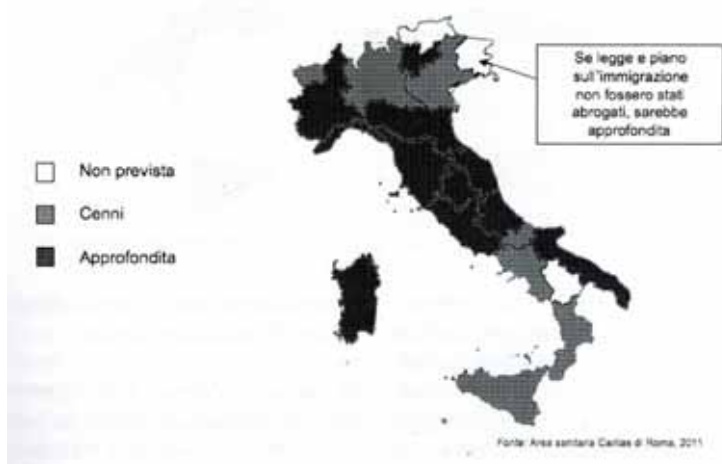 Se legge e piano
sull'immigrazione
non fossero stati
abrogati, sarebbe
approfondita
Non prevista
Cenni
Approfondita
Fonte: Area sanitaria Caritas di Roma, 2011